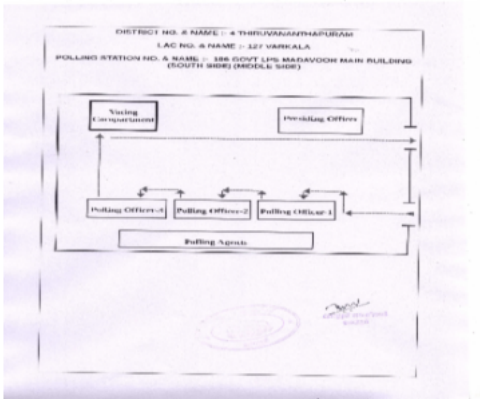 DISTRICT NO. & NAME :- 4 THIRUVANANTHAPURAM
LAC NO. & NAME :- 127 VARKALA
POLLING STATION NO. & NAME :- 186 GOVT LPS MADAVOOR MAIN BUILDING
(SOUTH SIDE) (MIDDLE SIDE)
Voting
Compartment
Presiding Officer
Polling Officer-3
Polling Officer-2
Polling Officer-1
Polling Agents